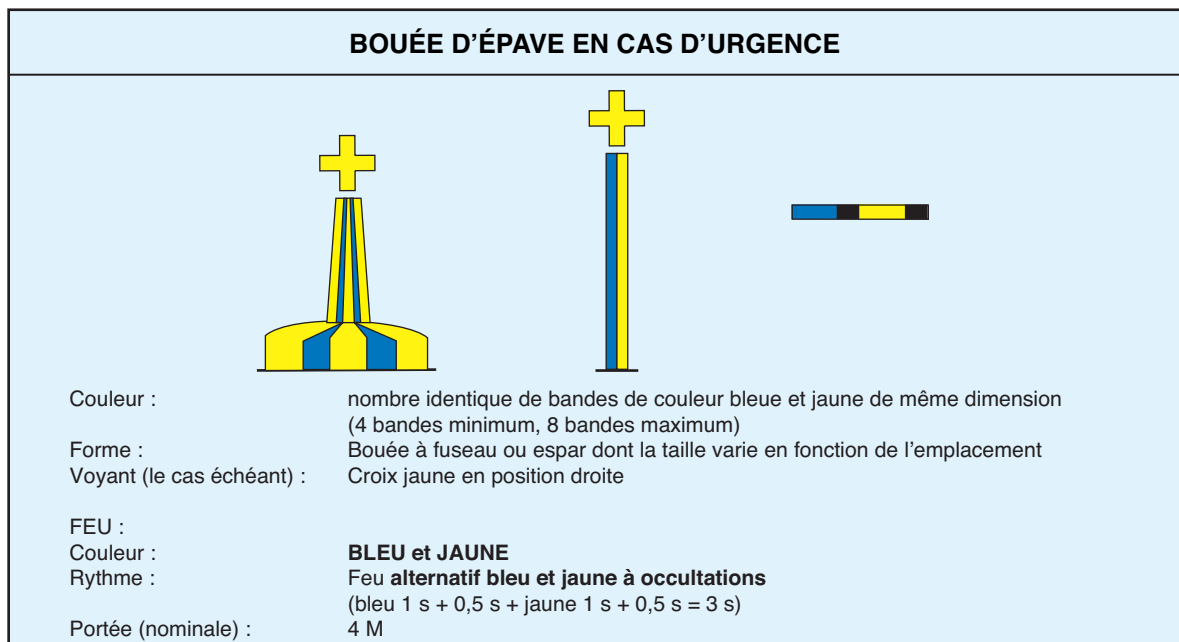 BOUÉE D'ÉPAVE EN CAS D'URGENCE
Couleur : nombre identique de bandes de couleur bleue et jaune de même dimension
(4 bandes minimum, 8 bandes maximum)
Forme : Bouée à fuseau ou espar dont la taille varie en fonction de l'emplacement
Voyant (le cas échéant) : Croix jaune en position droite
FEU :
Couleur : BLEU et JAUNE
Rythme : Feu alternatif bleu et jaune à occultations
(bleu 1 s + 0,5 s + jaune 1 s + 0,5 s = 3 s)
Portée (nominale) : 4 M